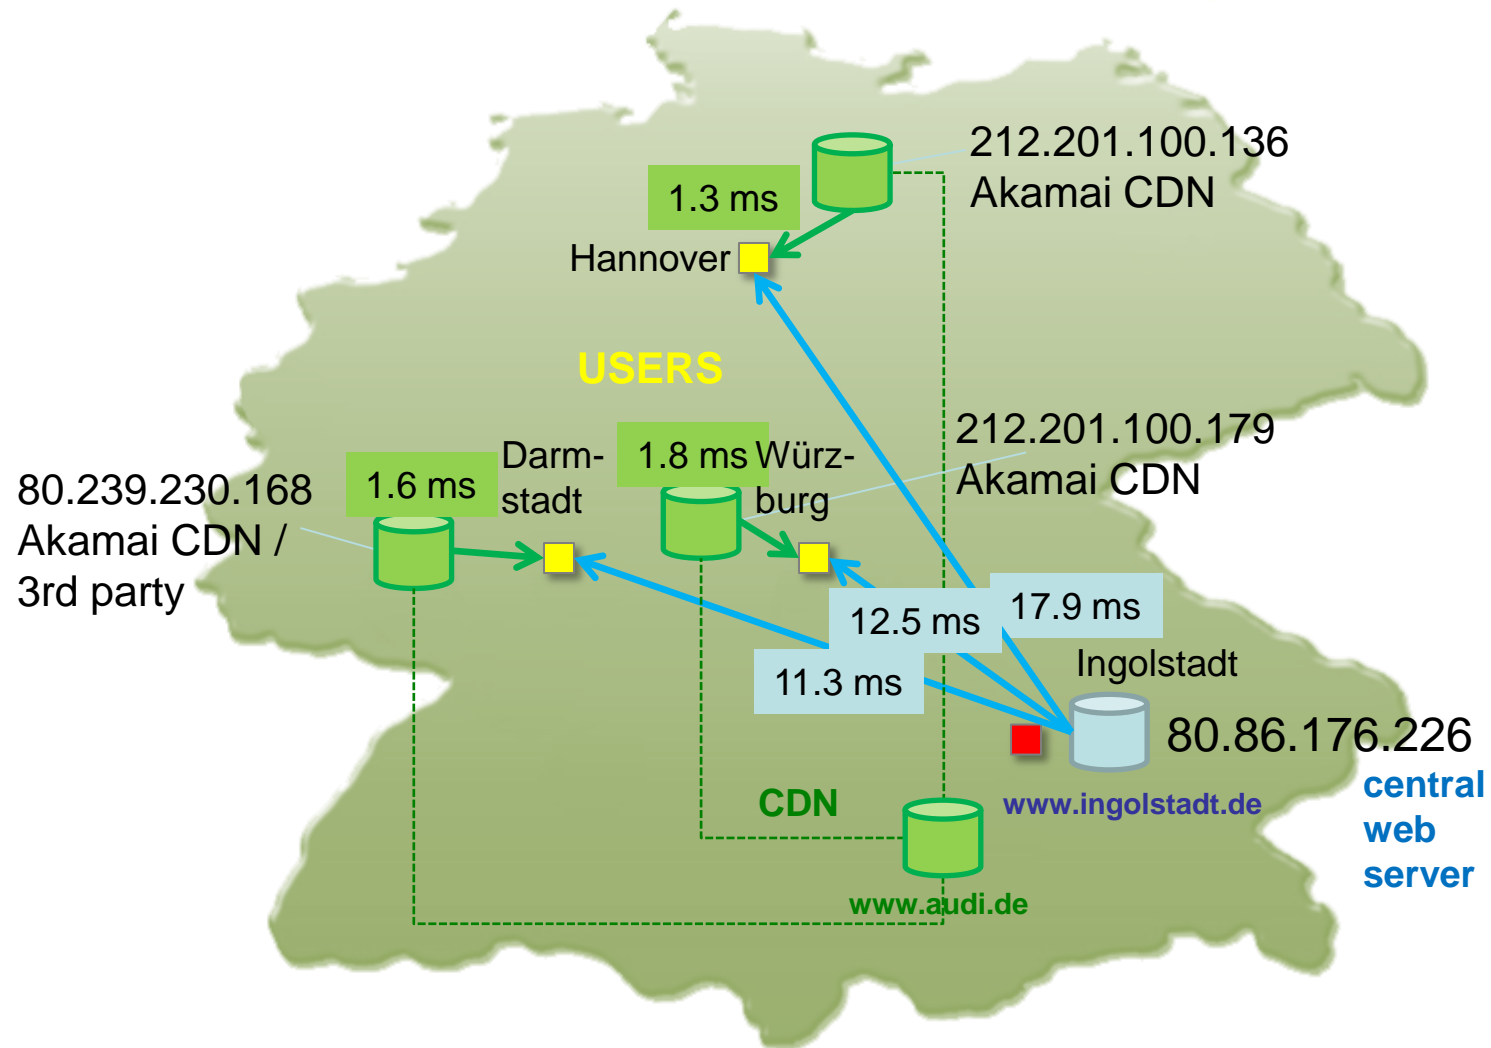 212.201.100.136
Akamai CDN
1.3 ms
Hannover
USERS
212.201.100.179
Akamai CDN
Darm-
stadt
1.8 ms
Würz-
burg
80.239.230.168
Akamai CDN /
3rd party
1.6 ms
12.5 ms
17.9 ms
11.3 ms
Ingolstadt
80.86.176.226
central
web
server
www.ingolstadt.de
CDN
www.audi.de